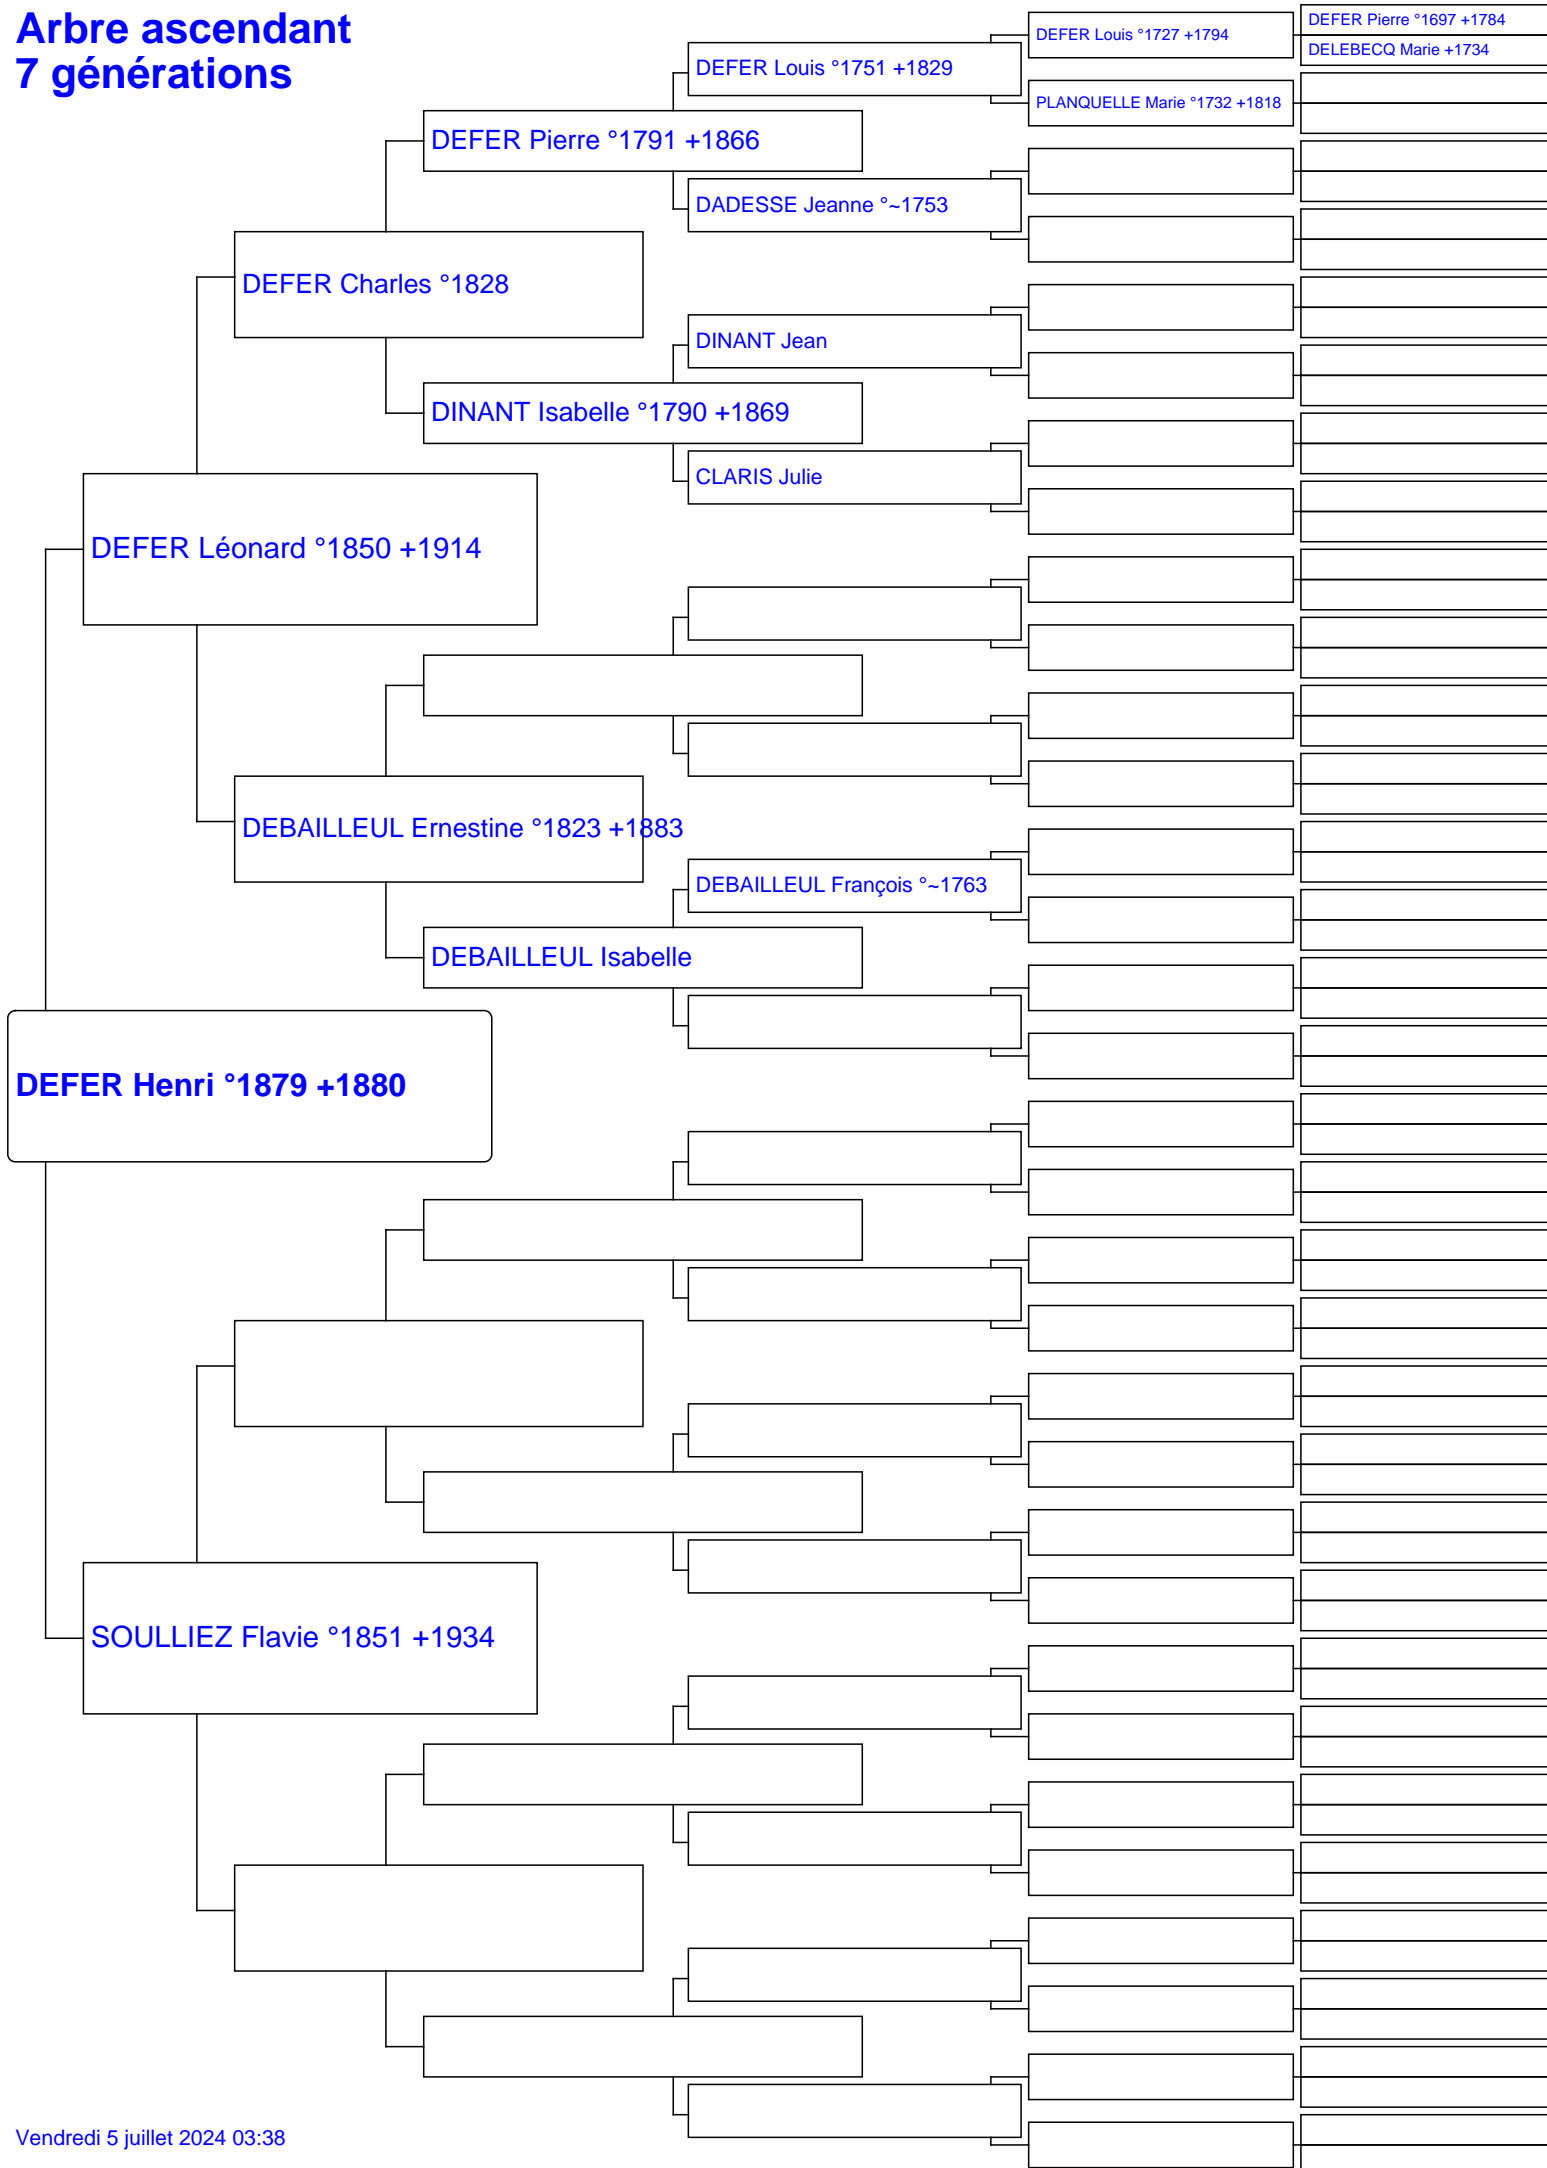 Arbre ascendant
7 générations
DEFER Pierre °1697 +1784
DEFER Louis °1727 +1794
DELEBECQ Marie +1734
DEFER Louis °1751 +1829
PLANQUELLE Marie °1732 +1818
DEFER Pierre °1791 +1866
DADESSE Jeanne °~1753
DEFER Charles °1828
DINANT Jean
DINANT Isabelle °1790 +1869
CLARIS Julie
DEFER Léonard °1850 +1914
DEBAILLEUL Ernestine °1823 +1883
DEBAILLEUL François °~1763
DEBAILLEUL Isabelle
DEFER Henri °1879 +1880
SOULLIEZ Flavie °1851 +1934
Vendredi 5 juillet 2024 03:38